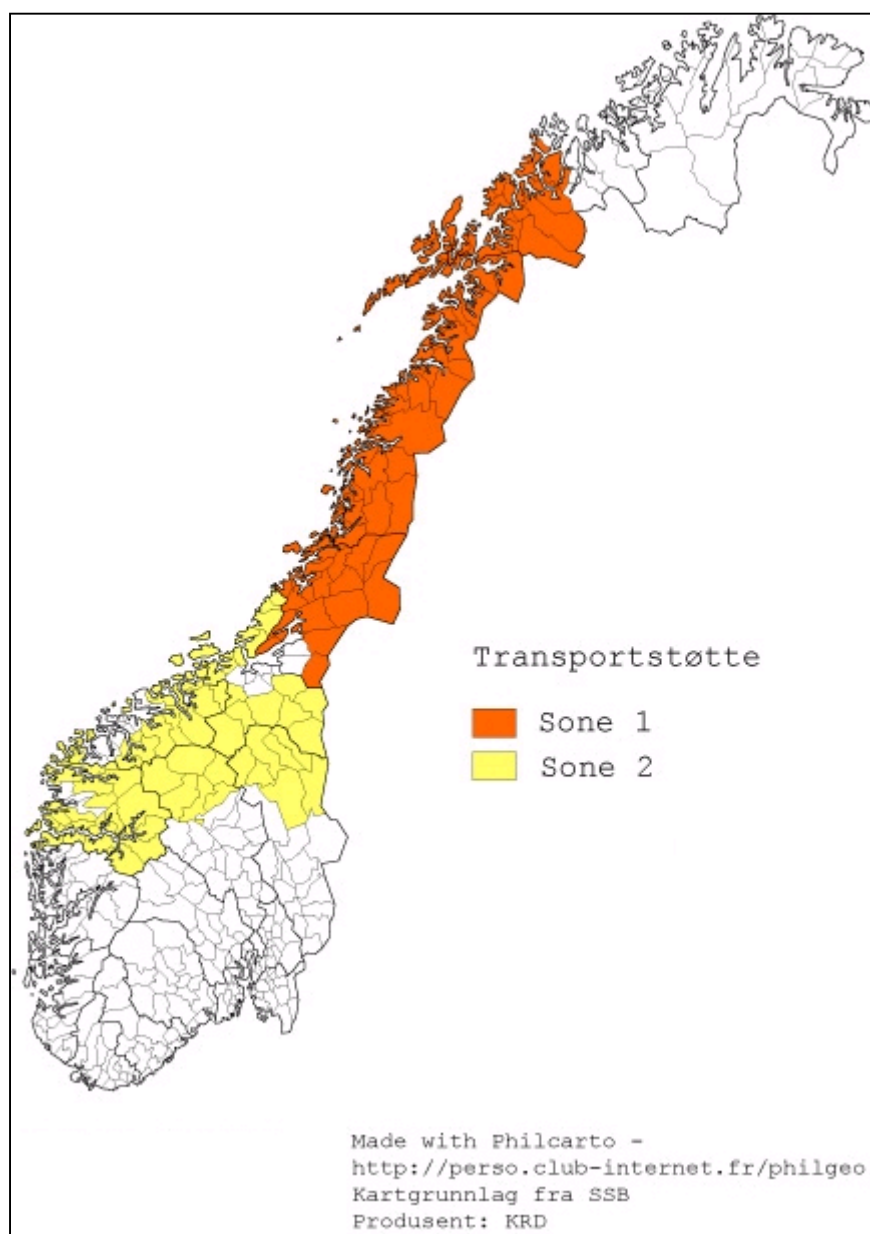 Transportstøtte
Sone 1
Sone 2
Made with Philcarto -
http://perso.club-internet.fr/philgeo
Kartgrunnlag fra SSB
Produsent: KRD